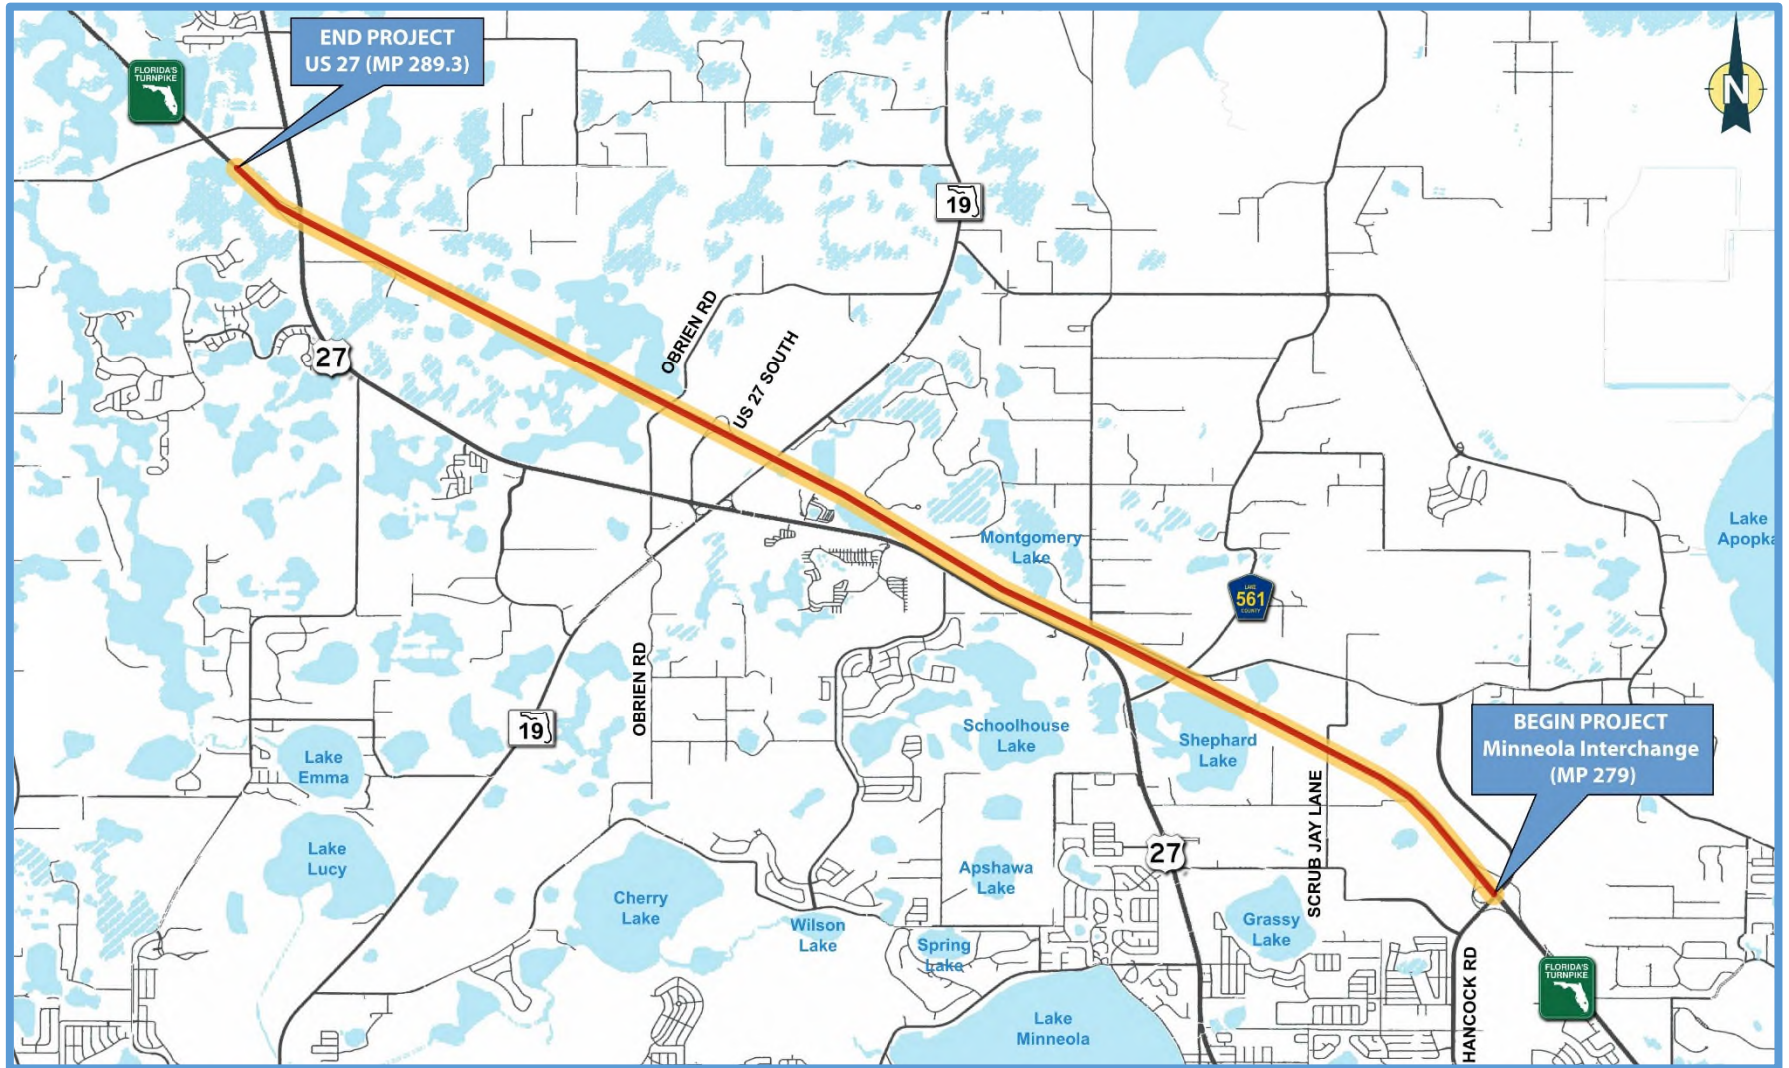 END PROJECT
US 27 (MP 289.3)
FLORIDA'S
TURNPIKE
N
19
OBRIEN RD
US 27 SOUTH
27
Lake
Apopka
Montgomery
Lake
LAKE
561
COUNTY
OBRIEN RD
19
Schoolhouse
Lake
Shephard
Lake
BEGIN PROJECT
Minneola Interchange
(MP 279)
Lake
Emma
SCRUB JAY LANE
Lake
Lucy
27
Apshawa
Lake
Cherry
Lake
Wilson
Lake
Spring
Lake
Grassy
Lake
HANCOCK RD
FLORIDA'S
TURNPIKE
Lake
Minneola